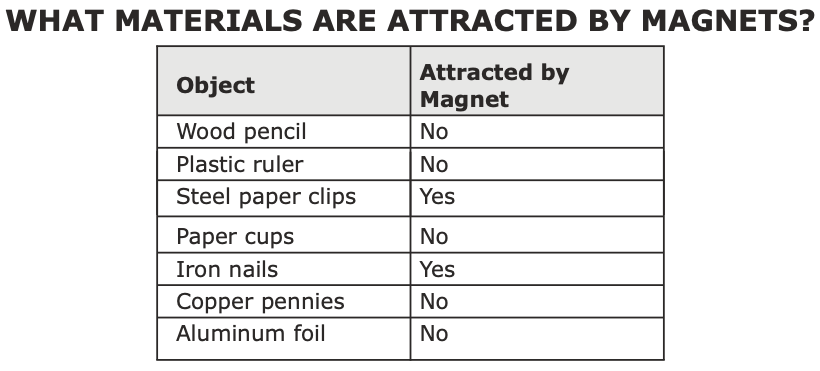 WHAT MATERIALS ARE ATTRACTED BY MAGNETS?
Object Attracted by
Magnet
Wood pencil No
Plastic ruler No
Steel paper clips Yes
Paper cups No
Iron nails Yes
Copper pennies No
Aluminum foil No